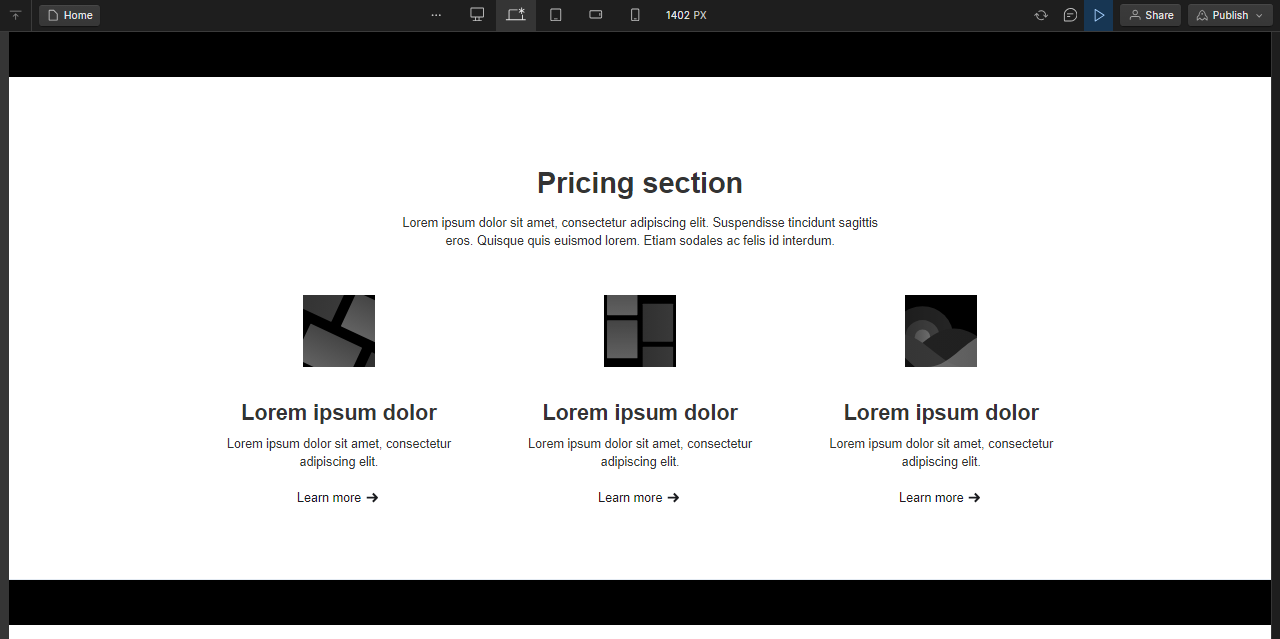 Home
1402 PX
Share
Publish
Pricing section
Lorem ipsum dolor sit amet, consectetur adipiscing elit. Suspendisse tincidunt sagittis
eros. Quisque quis euismod lorem. Etiam sodales ac felis id interdum.
Lorem ipsum dolor
Lorem ipsum dolor sit amet, consectetur
adipiscing elit.
Learn more
Lorem ipsum dolor
Lorem ipsum dolor sit amet, consectetur
adipiscing elit.
Learn more
Lorem ipsum dolor
Lorem ipsum dolor sit amet, consectetur
adipiscing elit.
Learn more